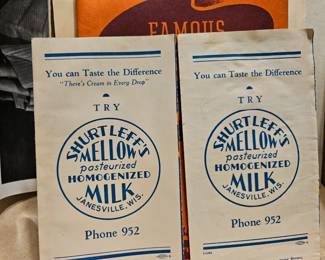 FAMOUS
You can Taste the Difference
"There's Cream in Every Drop"
TRY
SHURTLEFF'S
MELLOW
pasteurized
HOMOGENIZED
MILK
JANESVILLE, WIS.
Phone 952
You can Taste the Difference
TRY
SHURTLEFF'S
MELLOW
pasteurized
HOMOGENIZED
MILK
JANESVILLE, WIS.
Phone 952